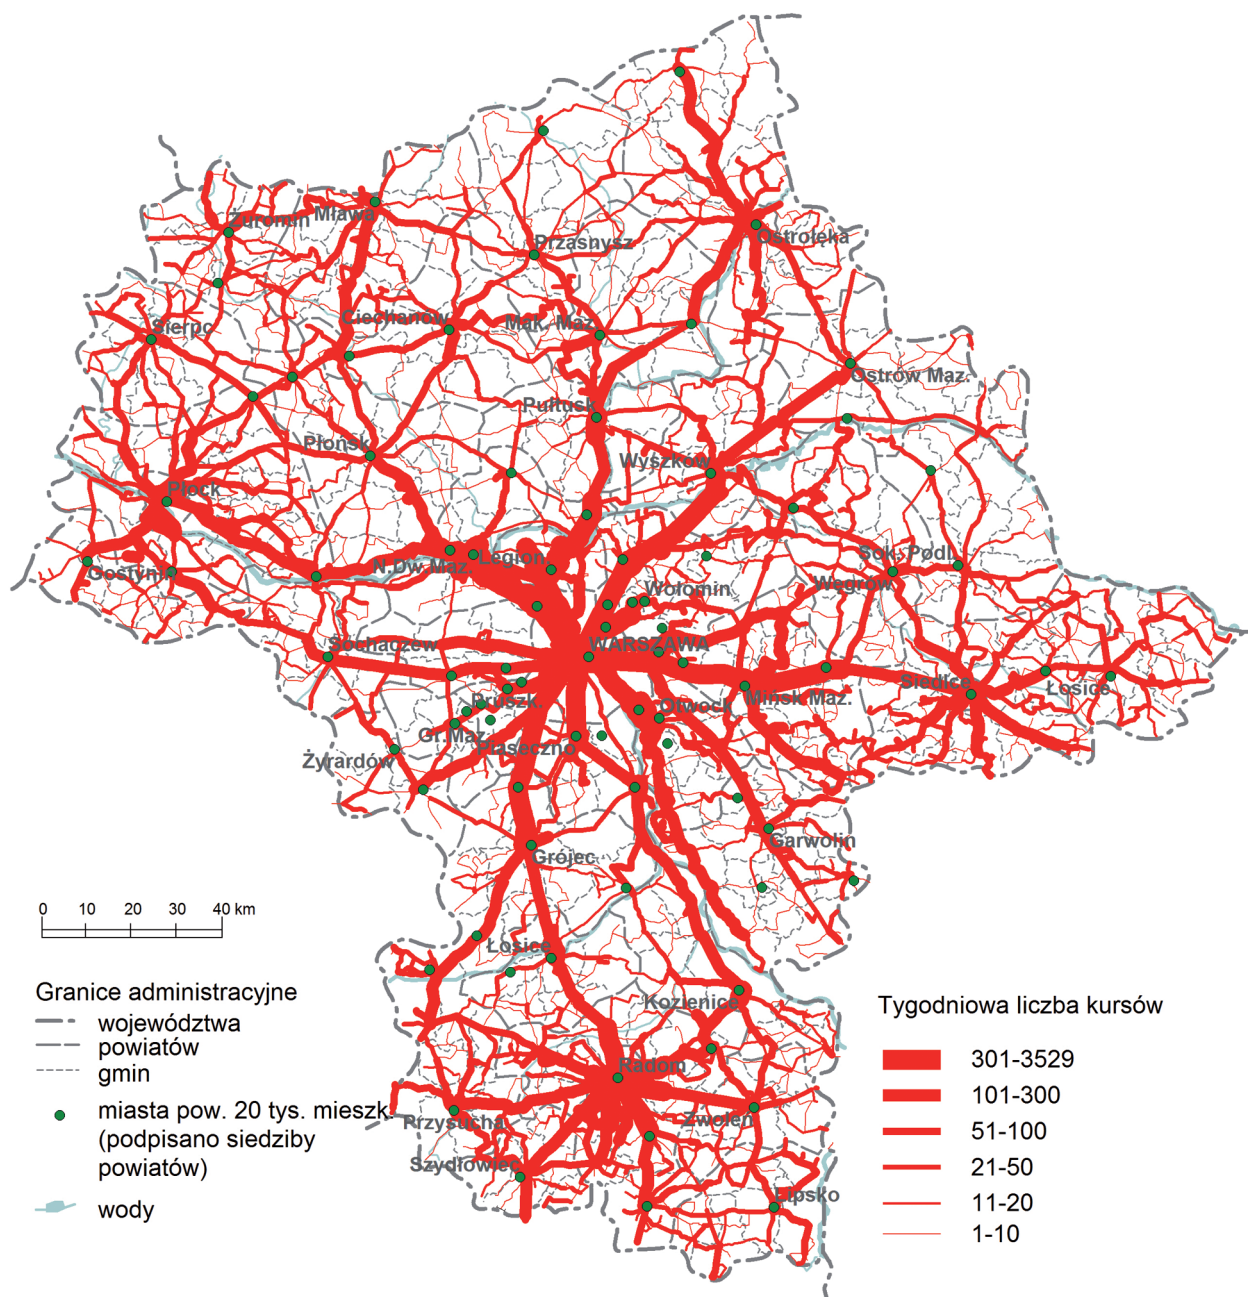 Żuromin
Mława
Przasnysz
Ostrołęka
Sierpc
Ciechanów
Mak. Maz.
Ostrów Maz.
Pułtusk
Płońsk
Wyszków
Płock
N.Dw.Maz.
Legion.
Sok. Podl.
Gostynin
Wołomin
Węgrów
Sochaczew
WARSZAWA
Siedlce
Łosice
Prúszk.
Otwock
Mińsk Maz.
Gr.Maz.
Piaseczno
Żyrardów
Garwolin
Grójec
0 10 20 30 40 km
Łosice
Kozienice
Radom
Przysucha
Zwoleń
Szydłowiec
Lipsko
Granice administracyjne
województwa
powiatów
gmin
miasta pow. 20 tys. mieszk.
(podpisano siedziby
powiatów)
wody
Tygodniowa liczba kursów
301-3529
101-300
51-100
21-50
11-20
1-10